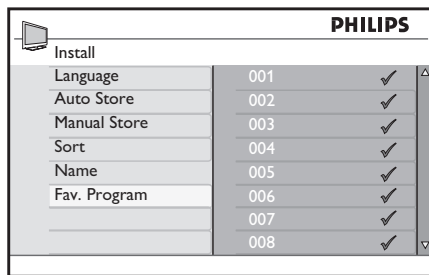 PHILIPS
Install
Language 001 ✓
Auto Store 002 ✓
Manual Store 003 ✓
Sort 004 ✓
Name 005 ✓
Fav. Program 006 ✓
007 ✓
008 ✓